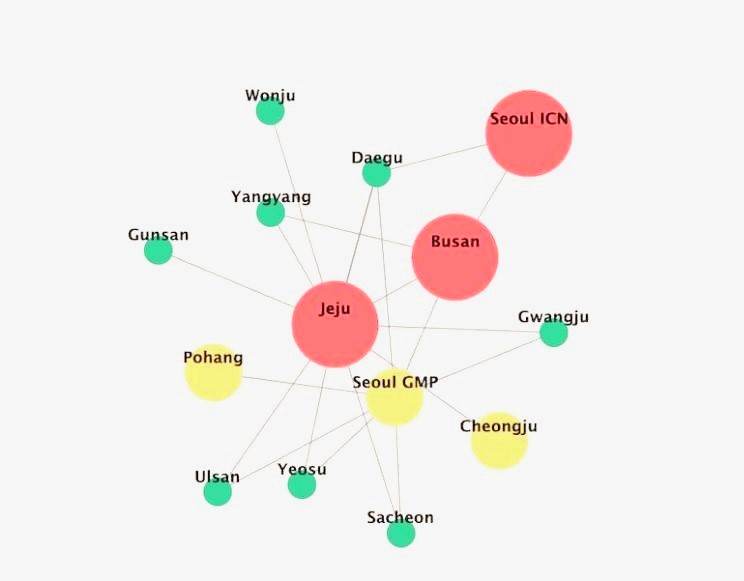 Wonju
Seoul ICN
Daegu
Yangyang
Gunsan
Busan
Jeju
Gwangju
Pohang
Seoul GMP
Cheongju
Ulsan
Yeosu
Sacheon